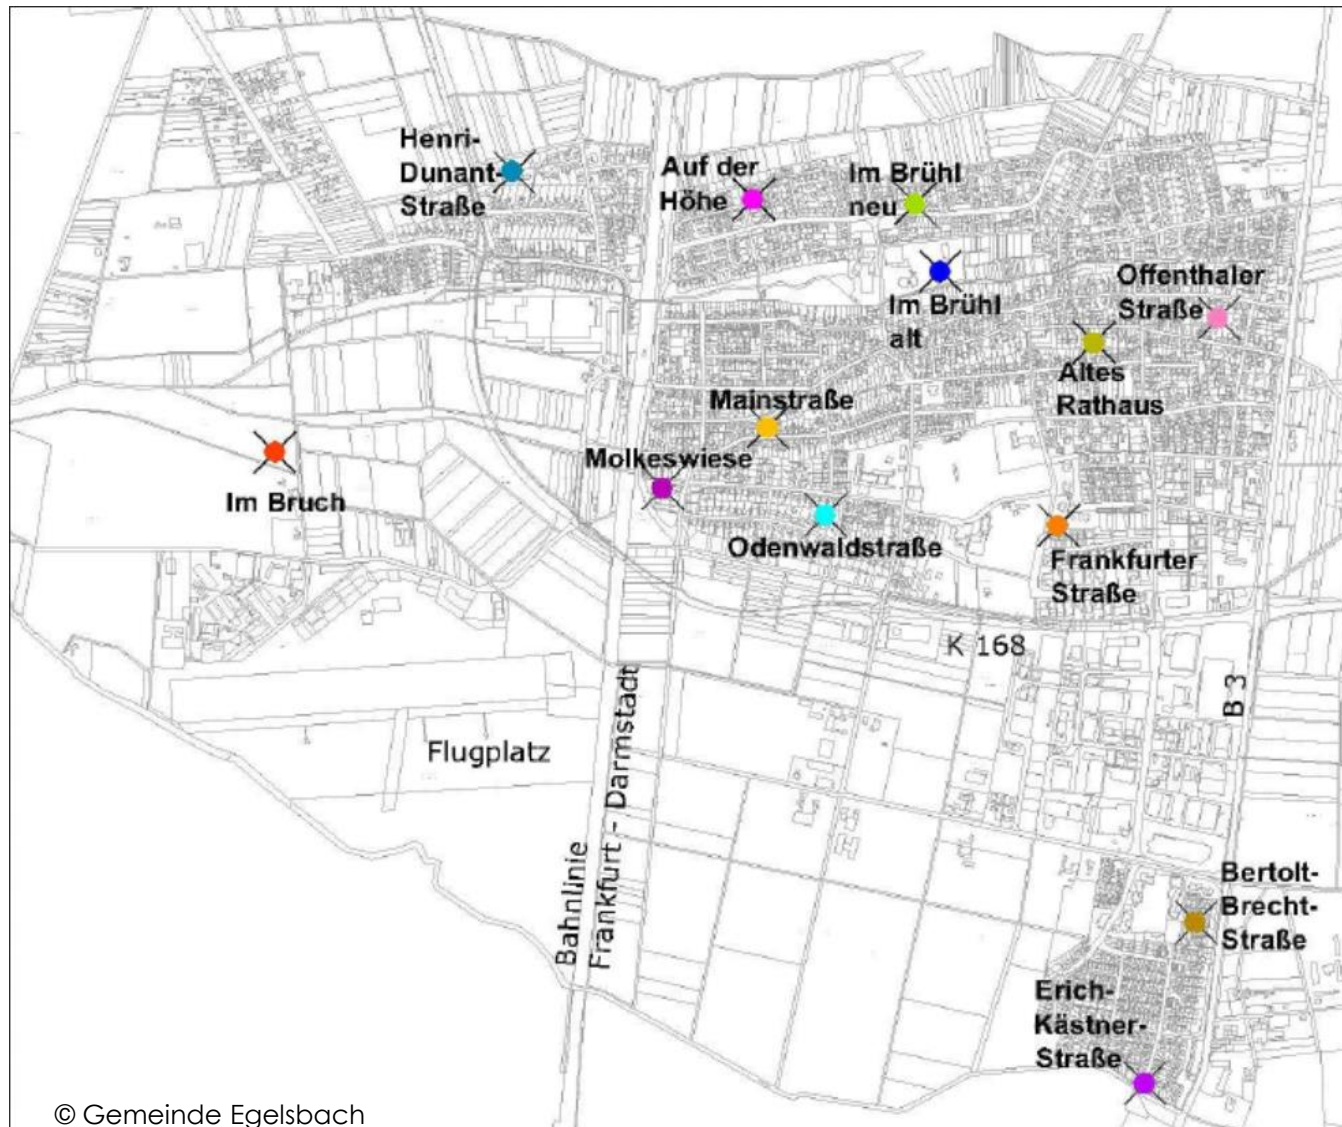 Henri-
Dunant-
Straße
Auf der
Höhe
Im Brühl
neu
Im Brühl
alt
Offenthaler
Straße
Altes
Rathaus
Mainstraße
Molkeswiese
Im Bruch
Odenwaldstraße
Frankfurter
Straße
K 168
B 3
Flugplatz
Bahnlinie
Frankfurt - Darmstadt
Bertolt-
Brecht-
Straße
Erich-
Kästner-
Straße
© Gemeinde Egelsbach